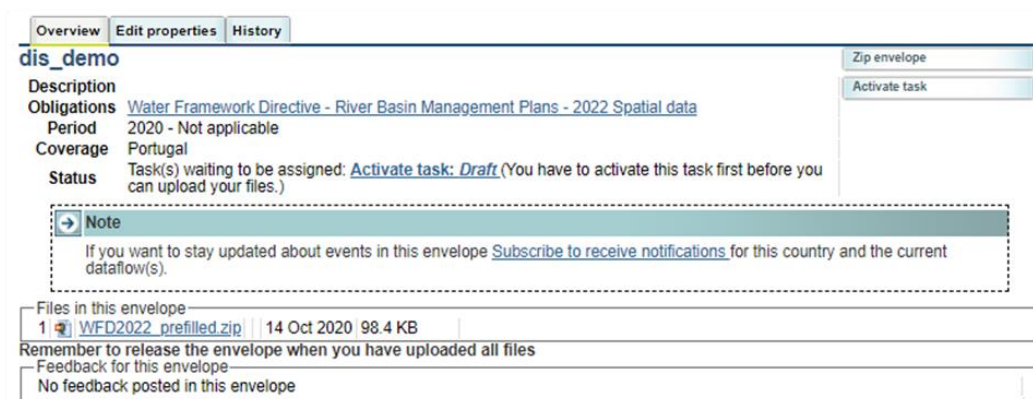 Overview Edit properties History
dis_demo
Zip envelope
Description
Activate task
Obligations Water Framework Directive - River Basin Management Plans - 2022 Spatial data
Period 2020 - Not applicable
Coverage Portugal
Status Task(s) waiting to be assigned: Activate task: Draft (You have to activate this task first before you
can upload your files.)
Note
If you want to stay updated about events in this envelope Subscribe to receive notifications for this country and the current
dataflow(s).
Files in this envelope
1 WFD2022_prefilled.zip 14 Oct 2020 98.4 KB
Remember to release the envelope when you have uploaded all files
Feedback for this envelope
No feedback posted in this envelope